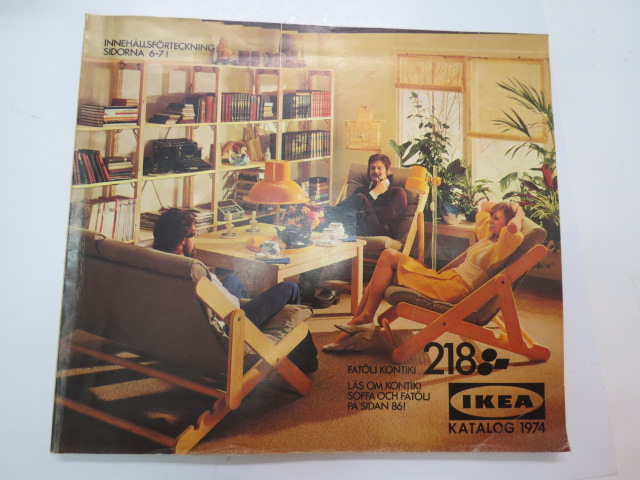 INNEHÅLLSFÖRTECKNING
SIDORNA 6-7!
FÅTÖLJ KONTIKI 218:-
LÄS OM KONTIKI
SOFFA OCH FÅTÖLJ
PÅ SIDAN 86!
IKEA
KATALOG 1974